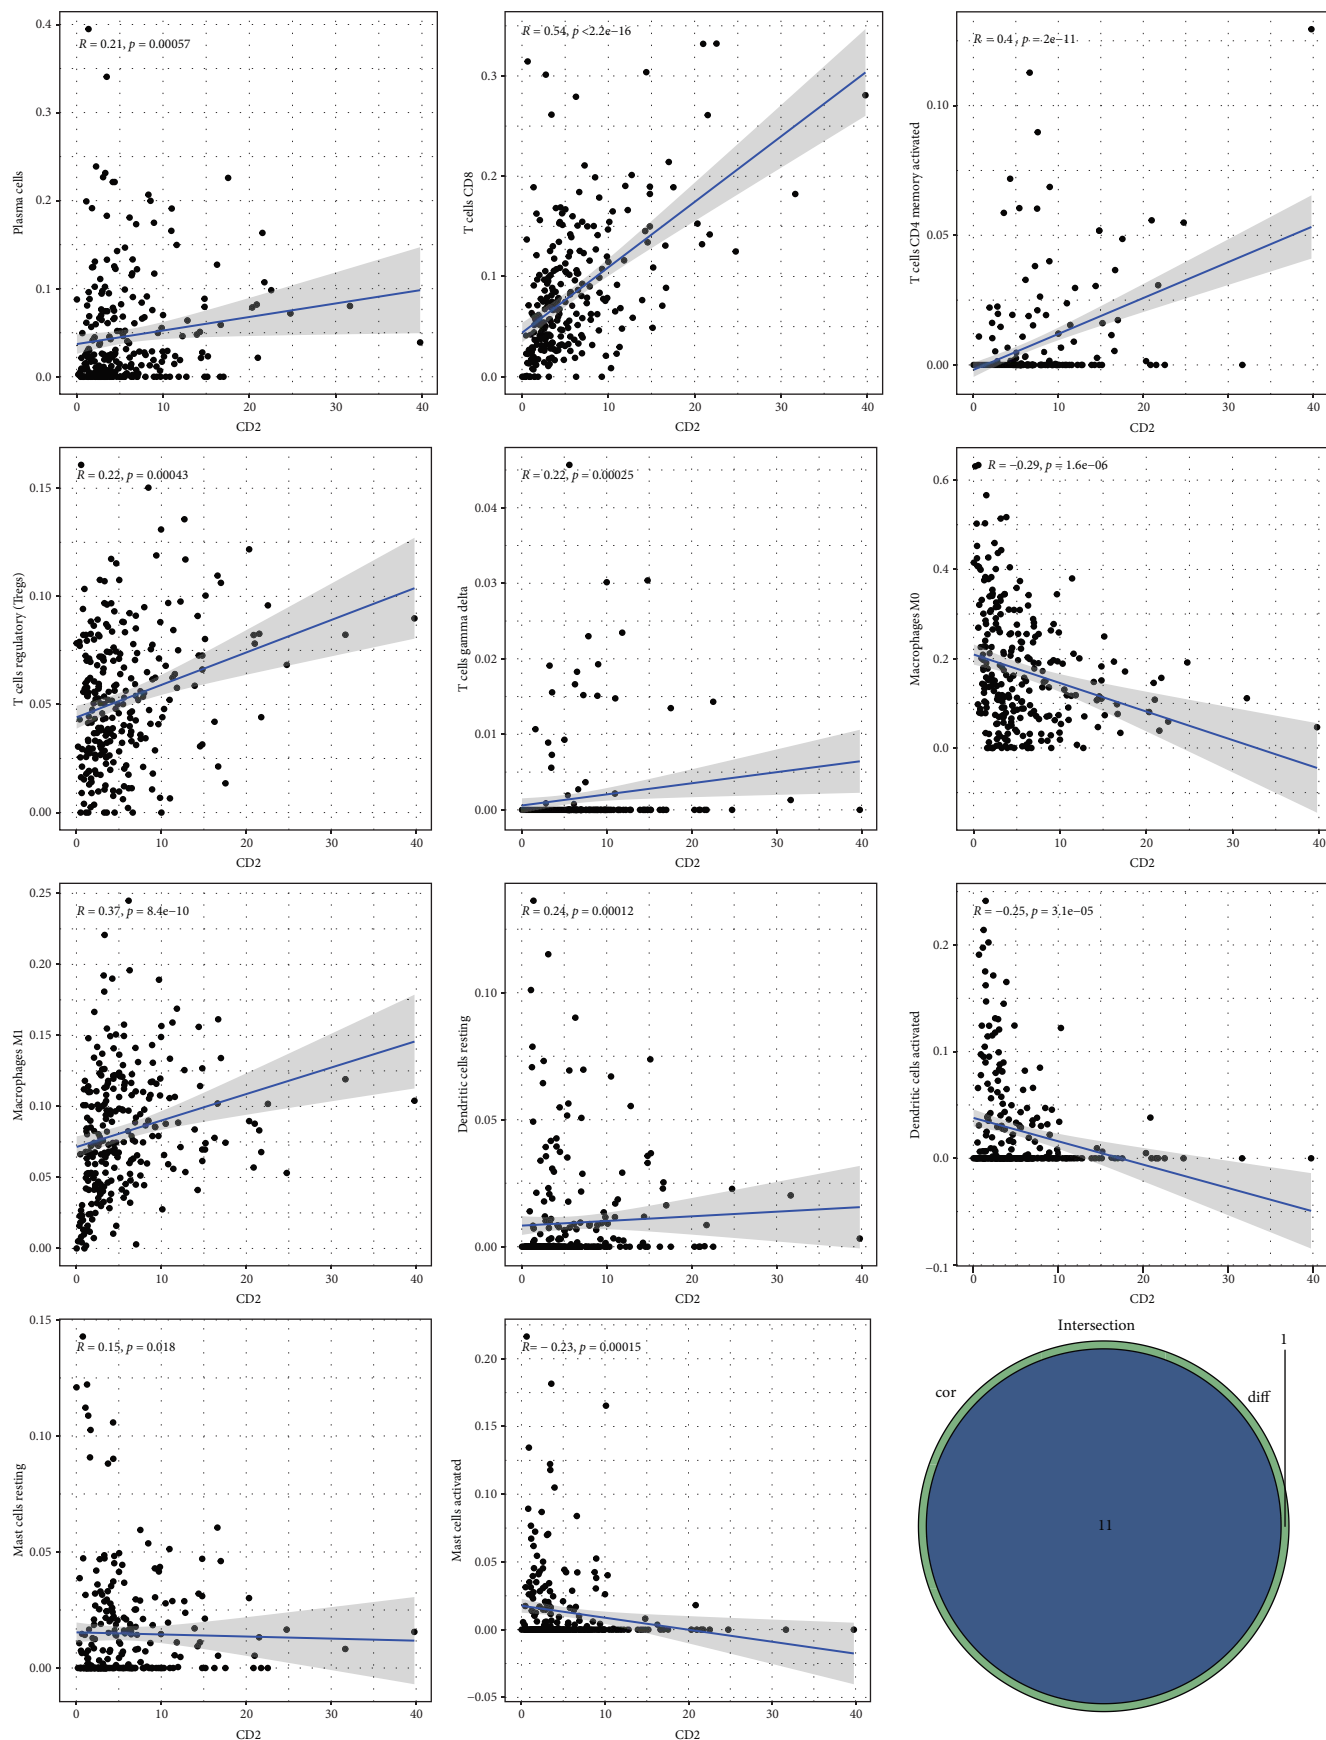 R = 0.21, p = 0.00057
Plasma cells
0.4
0.3
0.2
0.1
0.0
0 10 20 30 40
CD2
R = 0.54, p <2.2e−16
T cells CD8
0.3
0.2
0.1
0.0
0 10 20 30 40
CD2
R = 0.4, p = 2e−11
T cells CD4 memory activated
0.10
0.05
0.00
0 10 20 30 40
CD2
R = 0.22, p = 0.00043
T cells regulatory (Tregs)
0.15
0.10
0.05
0.00
0 10 20 30 40
CD2
R = 0.22, p = 0.00025
T cells gamma delta
0.04
0.03
0.02
0.01
0.00
0 10 20 30 40
CD2
R = −0.29, p = 1.6e−06
Macrophages M0
0.6
0.4
0.2
0.0
0 10 20 30 40
CD2
R = 0.37, p = 8.4e−10
Macrophages M1
0.25
0.20
0.15
0.10
0.05
0.00
0 10 20 30 40
CD2
R = 0.24, p = 0.00012
Dendritic cells resting
0.10
0.05
0.00
0 10 20 30 40
CD2
R = −0.25, p = 3.1e−05
Dendritic cells activated
0.2
0.1
0.0
−0.1
0 10 20 30 40
CD2
R = 0.15, p = 0.018
Mast cells resting
0.15
0.10
0.05
0.00
0 10 20 30 40
CD2
R= − 0.23, p = 0.00015
Mast cells activated
0.20
0.15
0.10
0.05
0.00
−0.05
0 10 20 30 40
CD2
Intersection
1
cor
diff
11